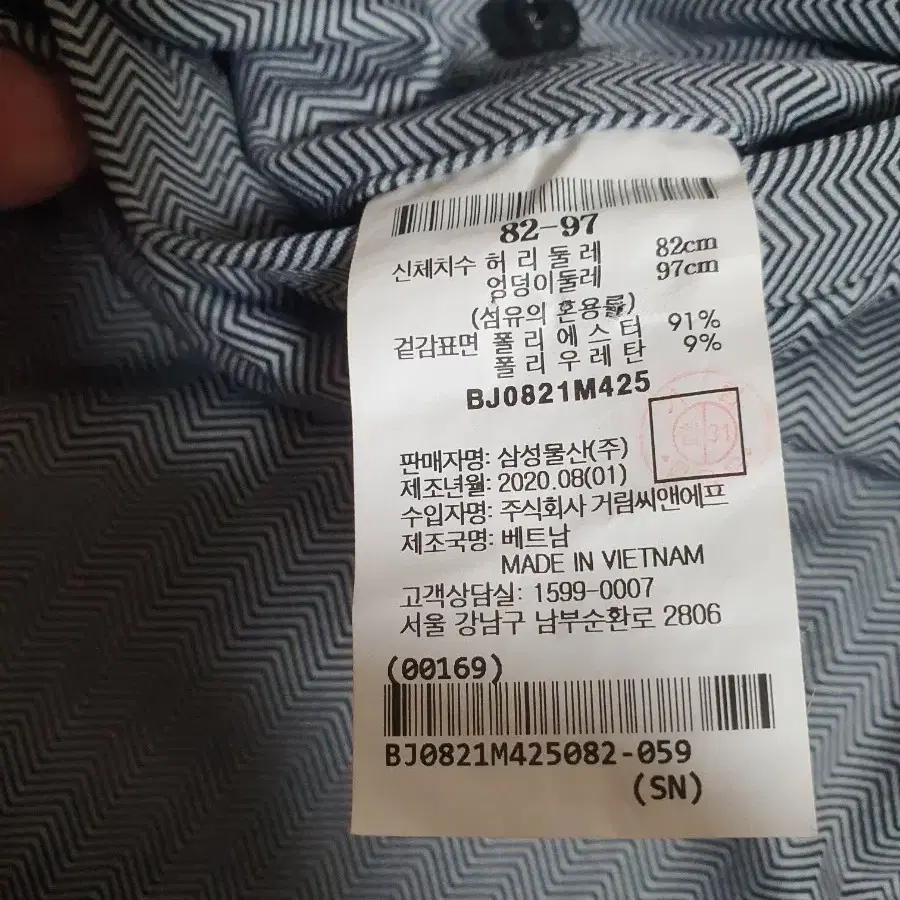 82-97
신체치수 허 리 둘 레 82cm
엉덩이둘레 97cm
(섬유의 혼용률)
겉감표면 폴 리 에 스 터 91%
폴 리 우 레 탄 9%
BJ0821M425
판매자명: 삼성물산(주)
제조년월: 2020.08(01)
수입자명: 주식회사 거림씨앤에프
제조국명: 베트남
MADE IN VIETNAM
고객상담실: 1599-0007
서울 강남구 남부순환로 2806
(00169)
BJ0821M425082-059
(SN)